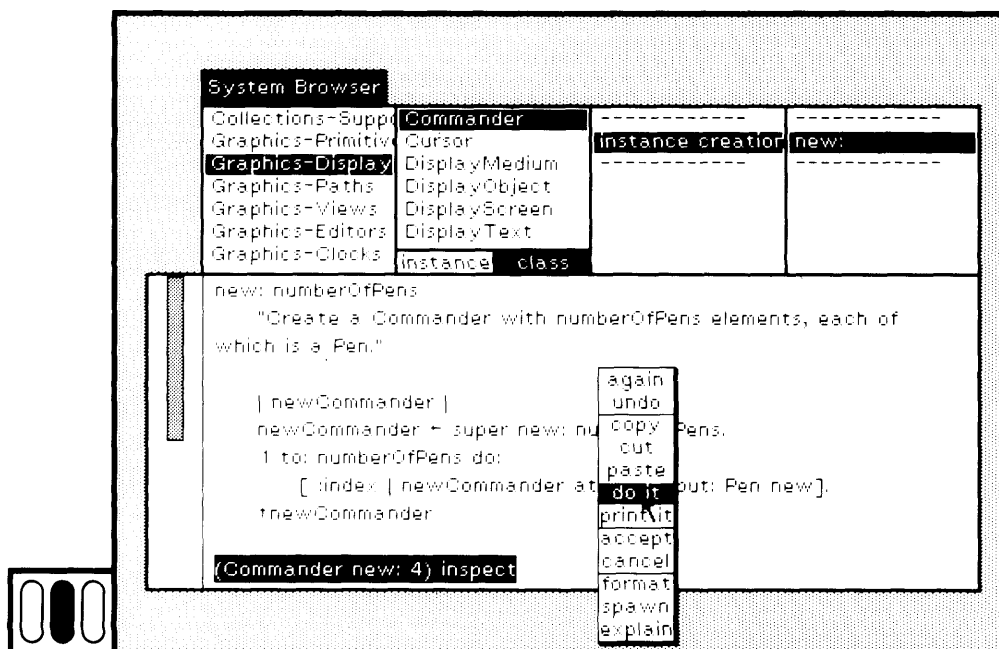 System Browser
Collections-Suppo
Graphics-Primitiv
Graphics-Display
Graphics-Paths
Graphics-Views
Graphics-Editors
Graphics-Clocks
Commander
Cursor
DisplayMedium
DisplayObject
DisplayScreen
DisplayText
instance class
------------
instance creation
------------
------------
new:
------------
new: numberOfPens
"Create a Commander with numberOfPens elements, each of
which is a Pen."
| newCommander |
newCommander ← super new: nu Pens.
1 to: numberOfPens do:
[ :index | newCommander at put: Pen new].
↑newCommander
(Commander new: 4) inspect
again
undo
copy
cut
paste
do it
print it
accept
cancel
format
spawn
explain